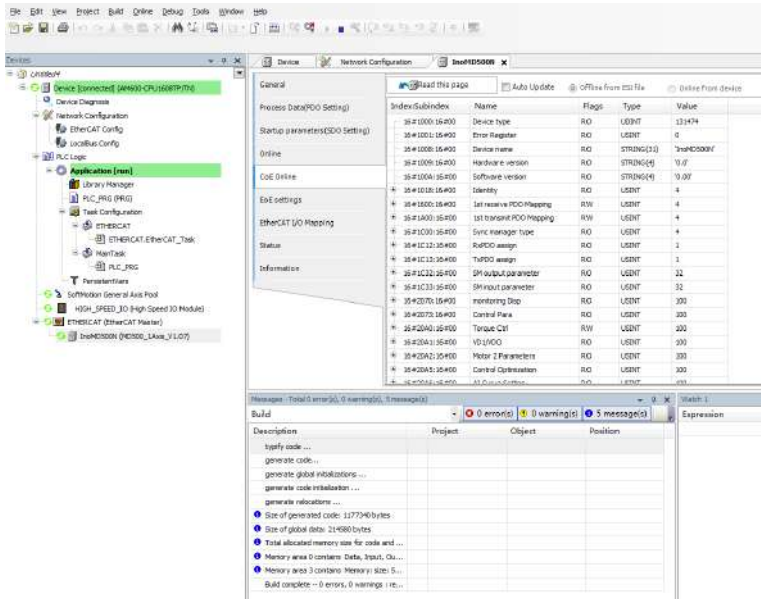 File Edit View Project Build Online Debug Tools Window Help
Devices
Untitled4
Device [connected] (AM600-CPU1608TP/TN)
Device Diagnosis
Network Configuration
EtherCAT Config
LocalBus Config
PLC Logic
Application [run]
Library Manager
PLC_PRG (PRG)
Task Configuration
ETHERCAT
ETHERCAT.EtherCAT_Task
MainTask
PLC_PRG
PersistentVars
SoftMotion General Axis Pool
HIGH_SPEED_IO (High Speed IO Module)
ETHERCAT (EtherCAT Master)
InoMD500N (MD500_1Axis_V1.07)
Device Network Configuration InoMD500N
General
Process Data(PDO Setting)
Startup parameters(SDO Setting)
Online
CoE Online
EoE settings
EtherCAT I/O Mapping
Status
Information
Read this page Auto Update Offline from ESI file Online from device
Index:Subindex Name Flags Type Value
16#1000:16#00 Device type RO UDINT 131474
16#1001:16#00 Error Register RO USINT 0
16#1008:16#00 Device name RO STRING(31) 'InoMD500N'
16#1009:16#00 Hardware version RO STRING(4) '0.0'
16#100A:16#00 Software version RO STRING(4) '0.00'
16#1018:16#00 Identity RO USINT 4
16#1600:16#00 1st receive PDO Mapping RW USINT 4
16#1A00:16#00 1st transmit PDO Mapping RW USINT 4
16#1C00:16#00 Sync manager type RO USINT 4
16#1C12:16#00 RxPDO assign RO USINT 1
16#1C13:16#00 TxPDO assign RO USINT 1
16#1C32:16#00 SM output parameter RO USINT 32
16#1C33:16#00 SM input parameter RO USINT 32
16#2070:16#00 monitoring Disp RO USINT 100
16#2073:16#00 Control Para RO USINT 100
16#20A0:16#00 Torque Ctrl RW USINT 100
16#20A1:16#00 VDI/VDO RO USINT 100
16#20A2:16#00 Motor 2 Parameters RO USINT 100
16#20A5:16#00 Control Optimization RO USINT 100
Messages - Total 0 error(s), 0 warning(s), 5 message(s)
Build 0 error(s) 0 warning(s) 5 message(s)
Description Project Object Position
typify code ...
generate code...
generate global initializations ...
generate code initialization ...
generate relocations ...
Size of generated code: 1177340 bytes
Size of global data: 214680 bytes
Total allocated memory size for code and ...
Memory area 0 contains Data, Input, Ou...
Memory area 3 contains Memory: size: 5...
Build complete -- 0 errors, 0 warnings : re...
Watch 1
Expression